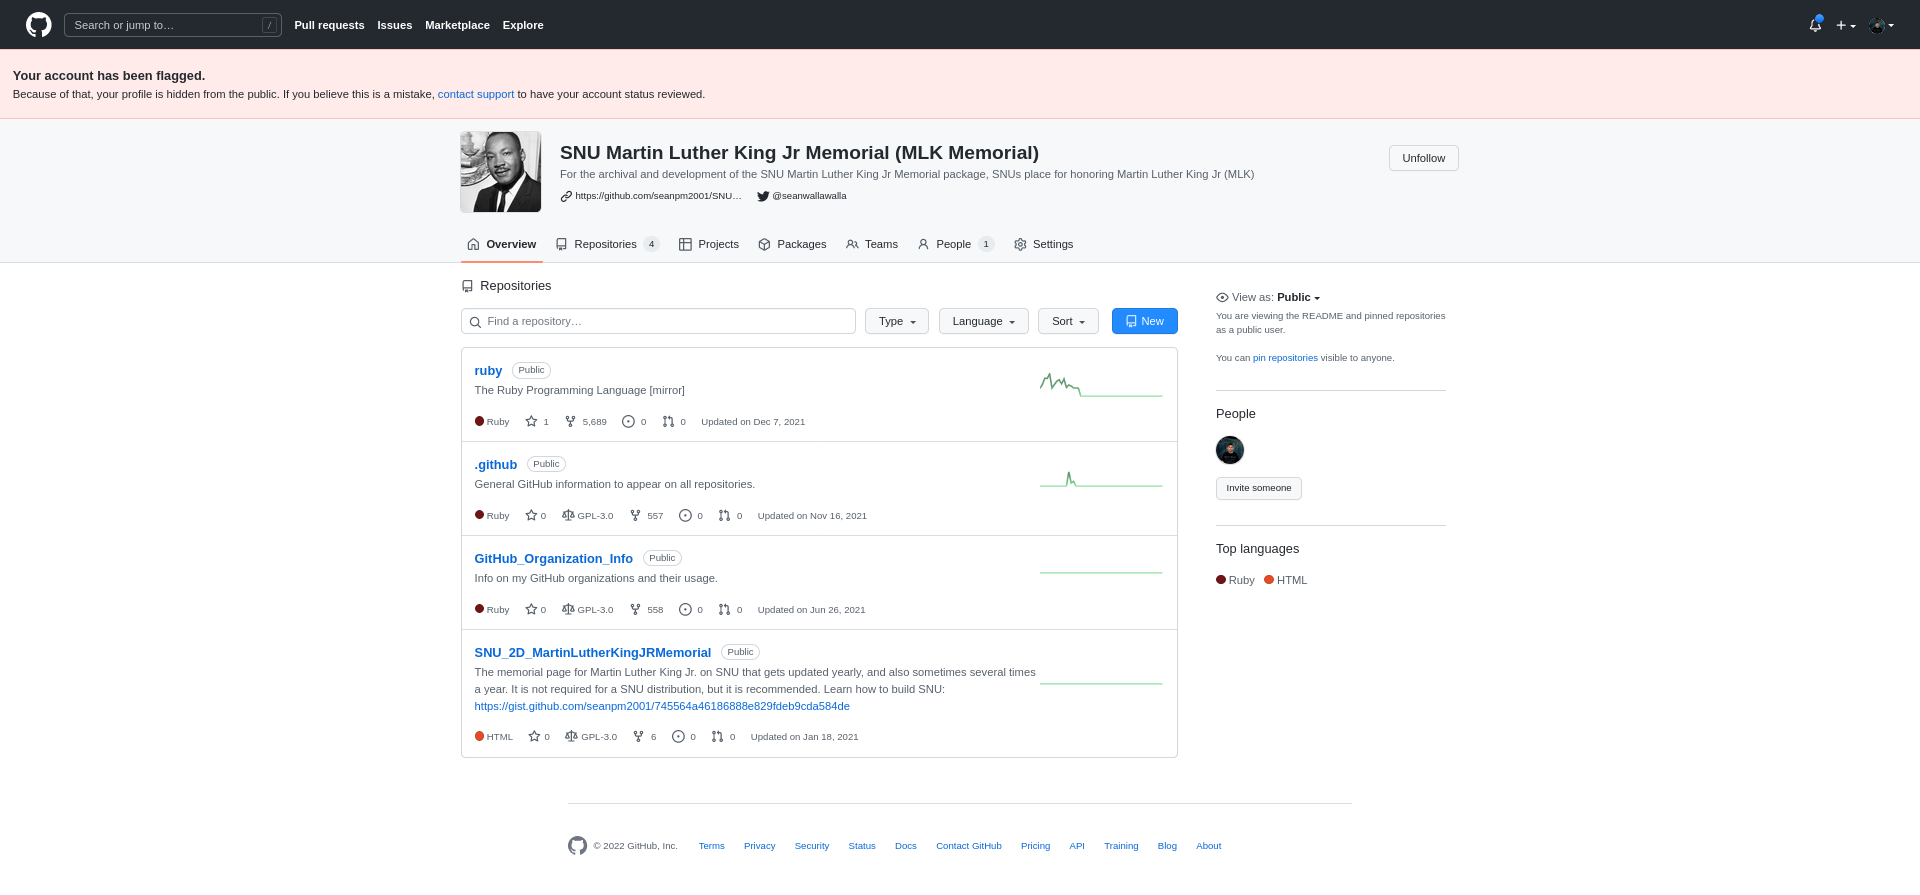 Search or jump to… /
Pull requests Issues Marketplace Explore
Your account has been flagged.
Because of that, your profile is hidden from the public. If you believe this is a mistake, contact support to have your account status reviewed.
SNU Martin Luther King Jr Memorial (MLK Memorial)
For the archival and development of the SNU Martin Luther King Jr Memorial package, SNUs place for honoring Martin Luther King Jr (MLK)
https://github.com/seanpm2001/SNU… @seanwallawalla
Unfollow
Overview Repositories 4 Projects Packages Teams People 1 Settings
Repositories
Find a repository… Type Language Sort New
ruby Public
The Ruby Programming Language [mirror]
Ruby 1 5,689 0 0 Updated on Dec 7, 2021
.github Public
General GitHub information to appear on all repositories.
Ruby 0 GPL-3.0 557 0 0 Updated on Nov 16, 2021
GitHub_Organization_Info Public
Info on my GitHub organizations and their usage.
Ruby 0 GPL-3.0 558 0 0 Updated on Jun 26, 2021
SNU_2D_MartinLutherKingJRMemorial Public
The memorial page for Martin Luther King Jr. on SNU that gets updated yearly, and also sometimes several times
a year. It is not required for a SNU distribution, but it is recommended. Learn how to build SNU:
https://gist.github.com/seanpm2001/745564a46186888e829fdeb9cda584de
HTML 0 GPL-3.0 6 0 0 Updated on Jan 18, 2021
View as: Public
You are viewing the README and pinned repositories
as a public user.
You can pin repositories visible to anyone.
People
Invite someone
Top languages
Ruby HTML
© 2022 GitHub, Inc. Terms Privacy Security Status Docs Contact GitHub Pricing API Training Blog About